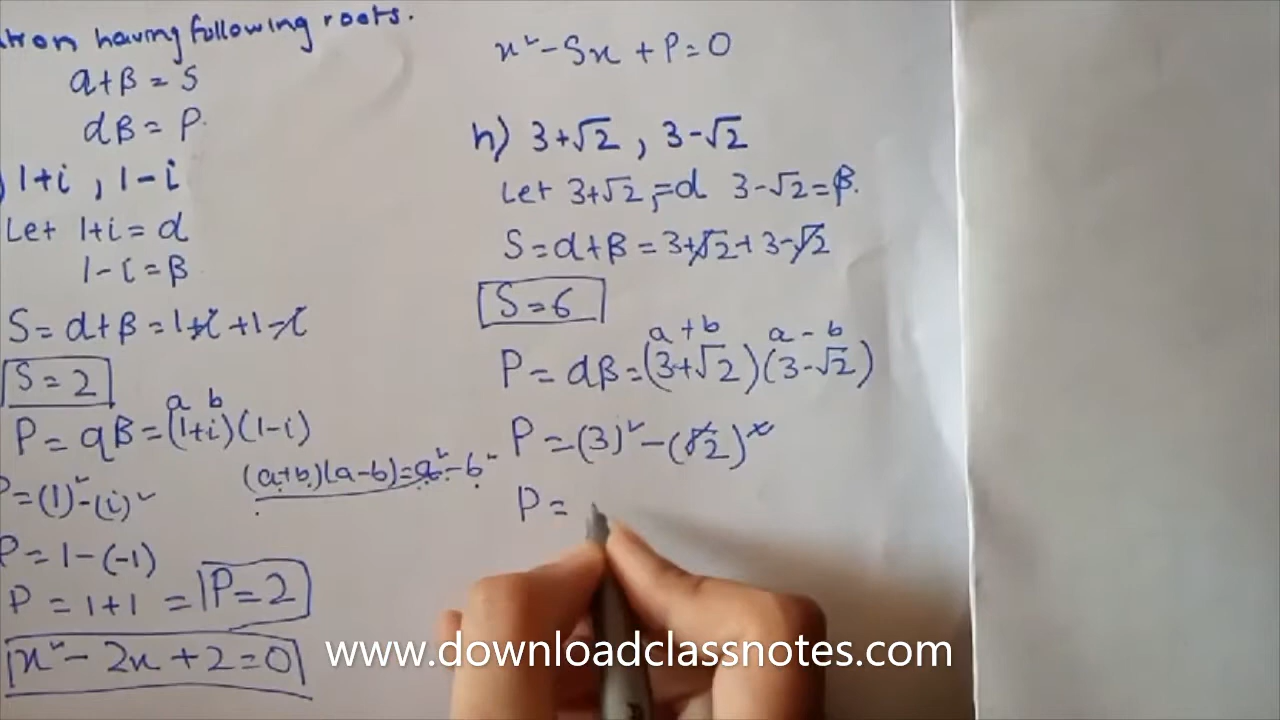 tion having following roots.
a+β = S
αβ = P.
) 1+i , 1-i
Let 1+i = α
1-i = β
S = α+β = 1+i +1-i
S = 2
a b
P = αβ = (1+i)(1-i)
(a+b)(a-b)=a²-b²
P = (1)²-(i)²
P = 1-(-1)
P = 1+1 = P=2
x²-2x+2=0
x²-Sx+P=0
h) 3+√2 , 3-√2
Let 3+√2,=α 3-√2=β.
S = α+β = 3+√2+3-√2
S=6
a+b a-b
P = αβ = (3+√2)(3-√2)
P = (3)²-(√2)²
P =
www.downloadclassnotes.com